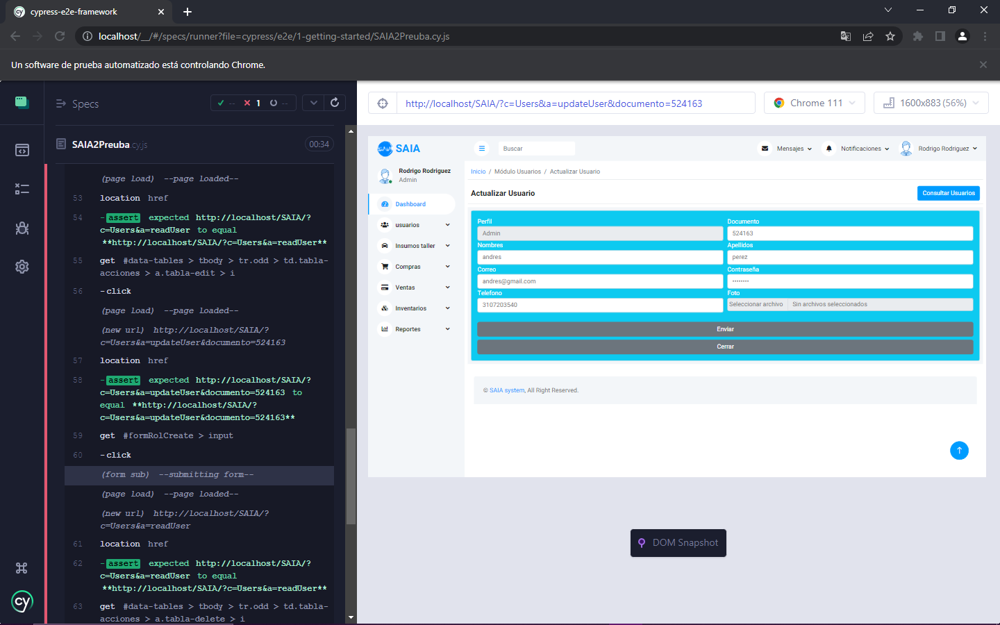 cypress-e2e-framework
localhost/__/#/specs/runner?file=cypress/e2e/1-getting-started/SAIA2Preuba.cy.js
Un software de prueba automatizado está controlando Chrome.
Specs
-- 1 --
SAIA2Preuba.cy.js 00:34
(page load) --page loaded--
53 location href
54 -assert expected http://localhost/SAIA/?
c=Users&a=readUser to equal
**http://localhost/SAIA/?c=Users&a=readUser**
55 get #data-tables > tbody > tr.odd > td.tabla-
acciones > a.tabla-edit > i
56 -click
(page load) --page loaded--
(new url) http://localhost/SAIA/?
c=Users&a=updateUser&documento=524163
57 location href
58 -assert expected http://localhost/SAIA/?
c=Users&a=updateUser&documento=524163 to
equal **http://localhost/SAIA/?
c=Users&a=updateUser&documento=524163**
59 get #formRolCreate > input
60 -click
(form sub) --submitting form--
(page load) --page loaded--
(new url) http://localhost/SAIA/?
c=Users&a=readUser
61 location href
62 -assert expected http://localhost/SAIA/?
c=Users&a=readUser to equal
**http://localhost/SAIA/?c=Users&a=readUser**
63 get #data-tables > tbody > tr.odd > td.tabla-
acciones > a.tabla-delete > i
cy
http://localhost/SAIA/?c=Users&a=updateUser&documento=524163
Chrome 111
1600x883 (56%)
SAIA
Buscar
Mensajes
Notificaciones
Rodrigo Rodriguez
Rodrigo Rodriguez
Admin
Dashboard
usuarios
Insumos taller
Compras
Ventas
Inventarios
Reportes
Inicio / Módulo Usuarios / Actualizar Usuario
Actualizar Usuario
Consultar Usuarios
Perfil
Documento
Admin
524163
Nombres
Apellidos
andres
perez
Correo
Contraseña
andres@gmail.com
••••••••
Telefono
Foto
3107203540
Seleccionar archivo Sin archivos seleccionados
Enviar
Cerrar
© SAIA system, All Right Reserved.
DOM Snapshot